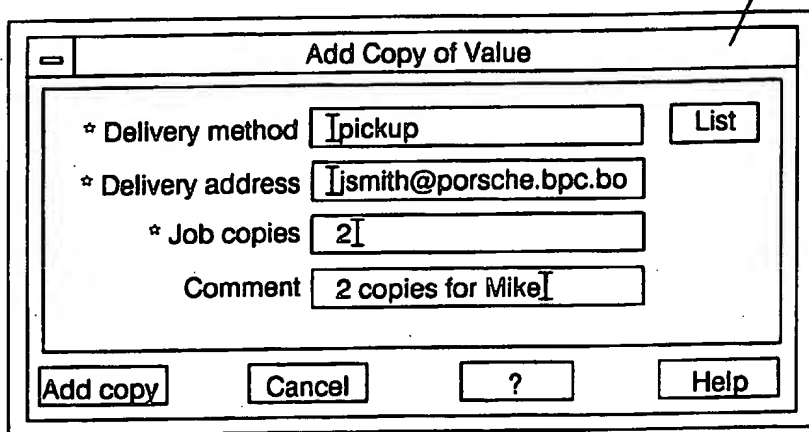 Add Copy of Value
* Delivery method pickup List
* Delivery address jsmith@porsche.bpc.bo
* Job copies 2
Comment 2 copies for Mike
Add copy Cancel ? Help